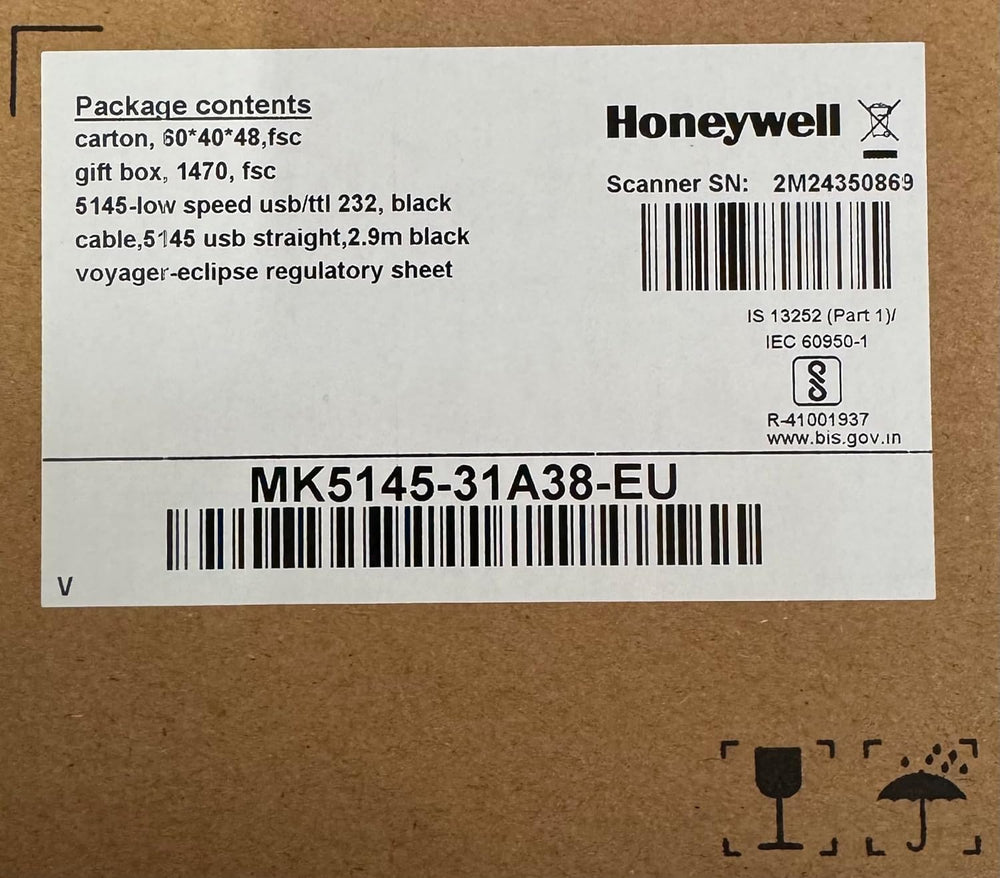 Package contents
carton, 60*40*48,fsc
gift box, 1470, fsc
5145-low speed usb/ttl 232, black
cable,5145 usb straight,2.9m black
voyager-eclipse regulatory sheet
Honeywell
Scanner SN: 2M24350869
IS 13252 (Part 1)/
IEC 60950-1
R-41001937
www.bis.gov.in
MK5145-31A38-EU
V